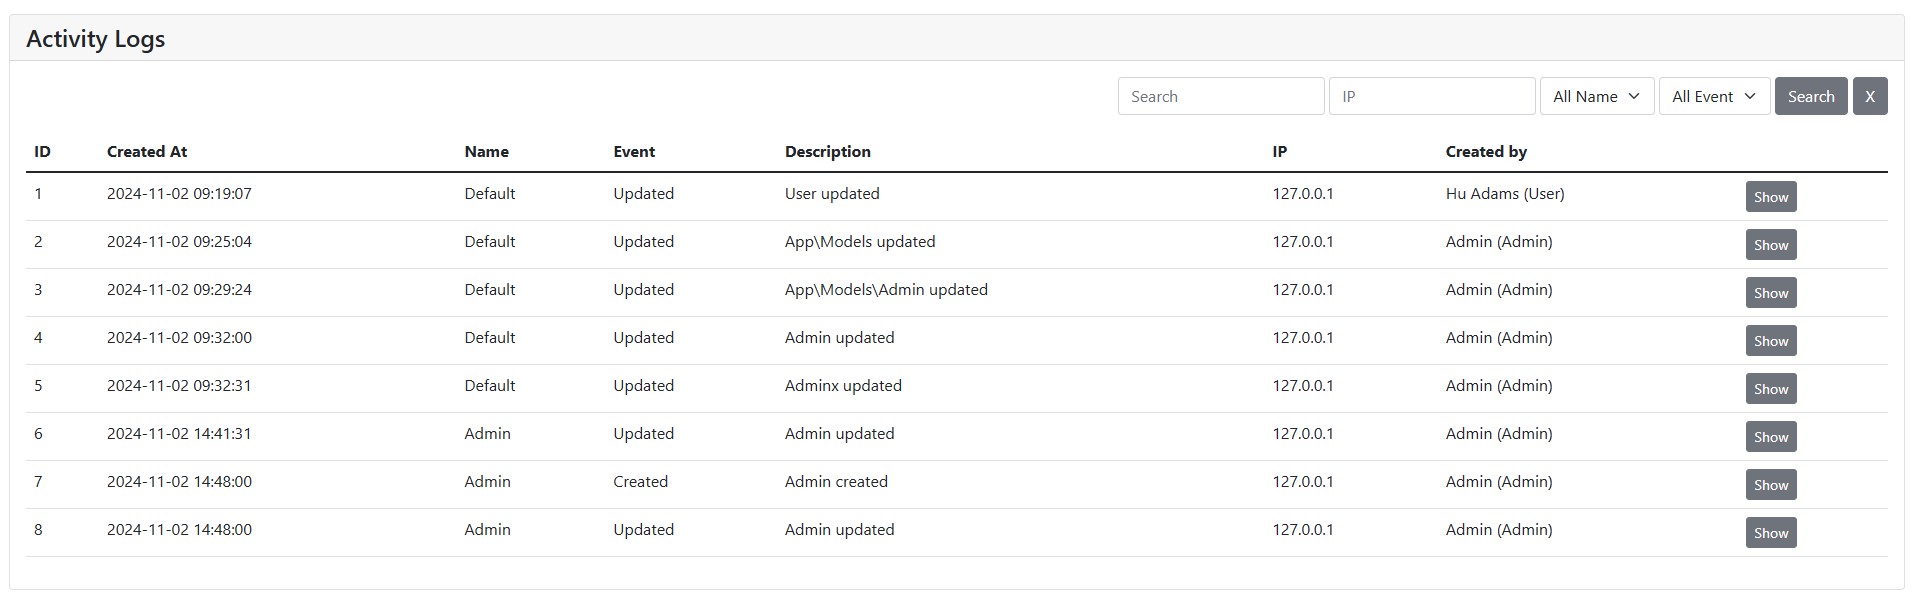 Activity Logs
Search IP All Name All Event Search X
ID Created At Name Event Description IP Created by
1 2024-11-02 09:19:07 Default Updated User updated 127.0.0.1 Hu Adams (User) Show
2 2024-11-02 09:25:04 Default Updated App\Models updated 127.0.0.1 Admin (Admin) Show
3 2024-11-02 09:29:24 Default Updated App\Models\Admin updated 127.0.0.1 Admin (Admin) Show
4 2024-11-02 09:32:00 Default Updated Admin updated 127.0.0.1 Admin (Admin) Show
5 2024-11-02 09:32:31 Default Updated Adminx updated 127.0.0.1 Admin (Admin) Show
6 2024-11-02 14:41:31 Admin Updated Admin updated 127.0.0.1 Admin (Admin) Show
7 2024-11-02 14:48:00 Admin Created Admin created 127.0.0.1 Admin (Admin) Show
8 2024-11-02 14:48:00 Admin Updated Admin updated 127.0.0.1 Admin (Admin) Show